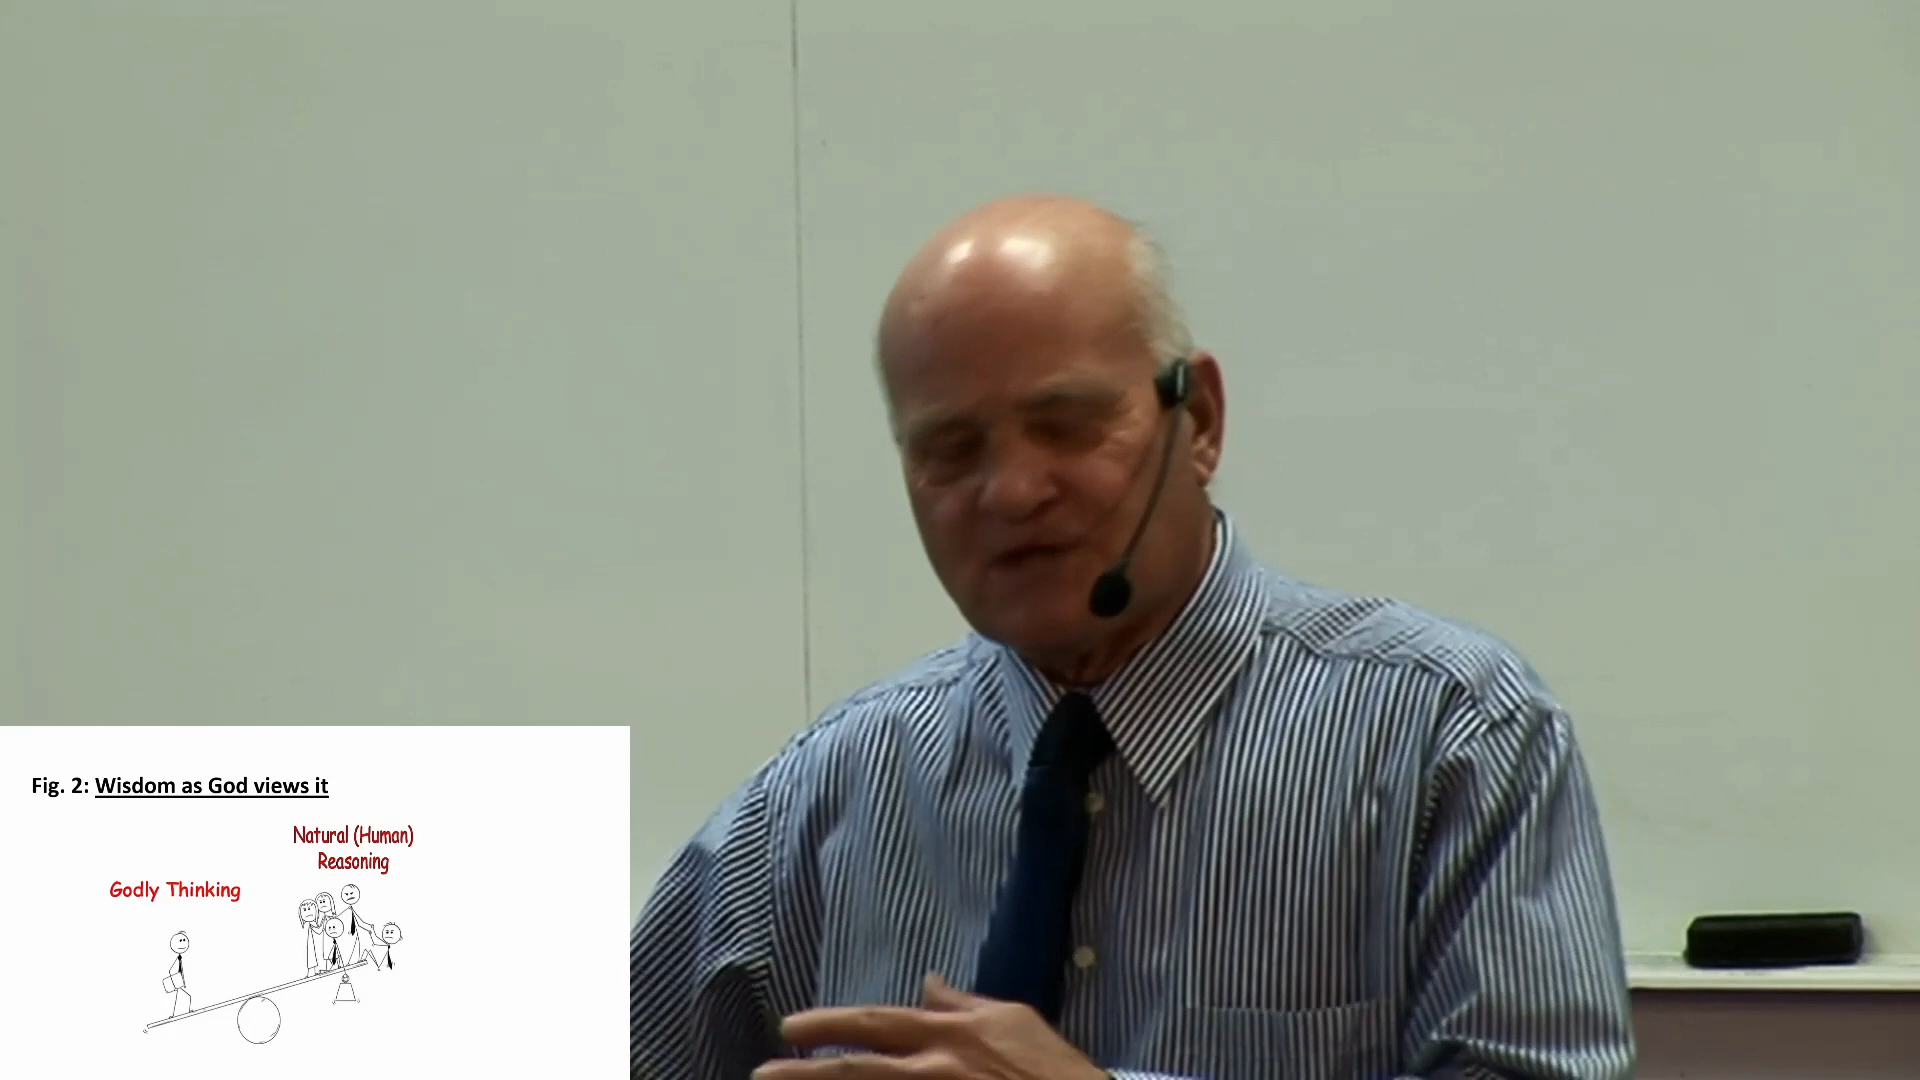 Fig. 2: Wisdom as God views it
Natural (Human)
Reasoning
Godly Thinking